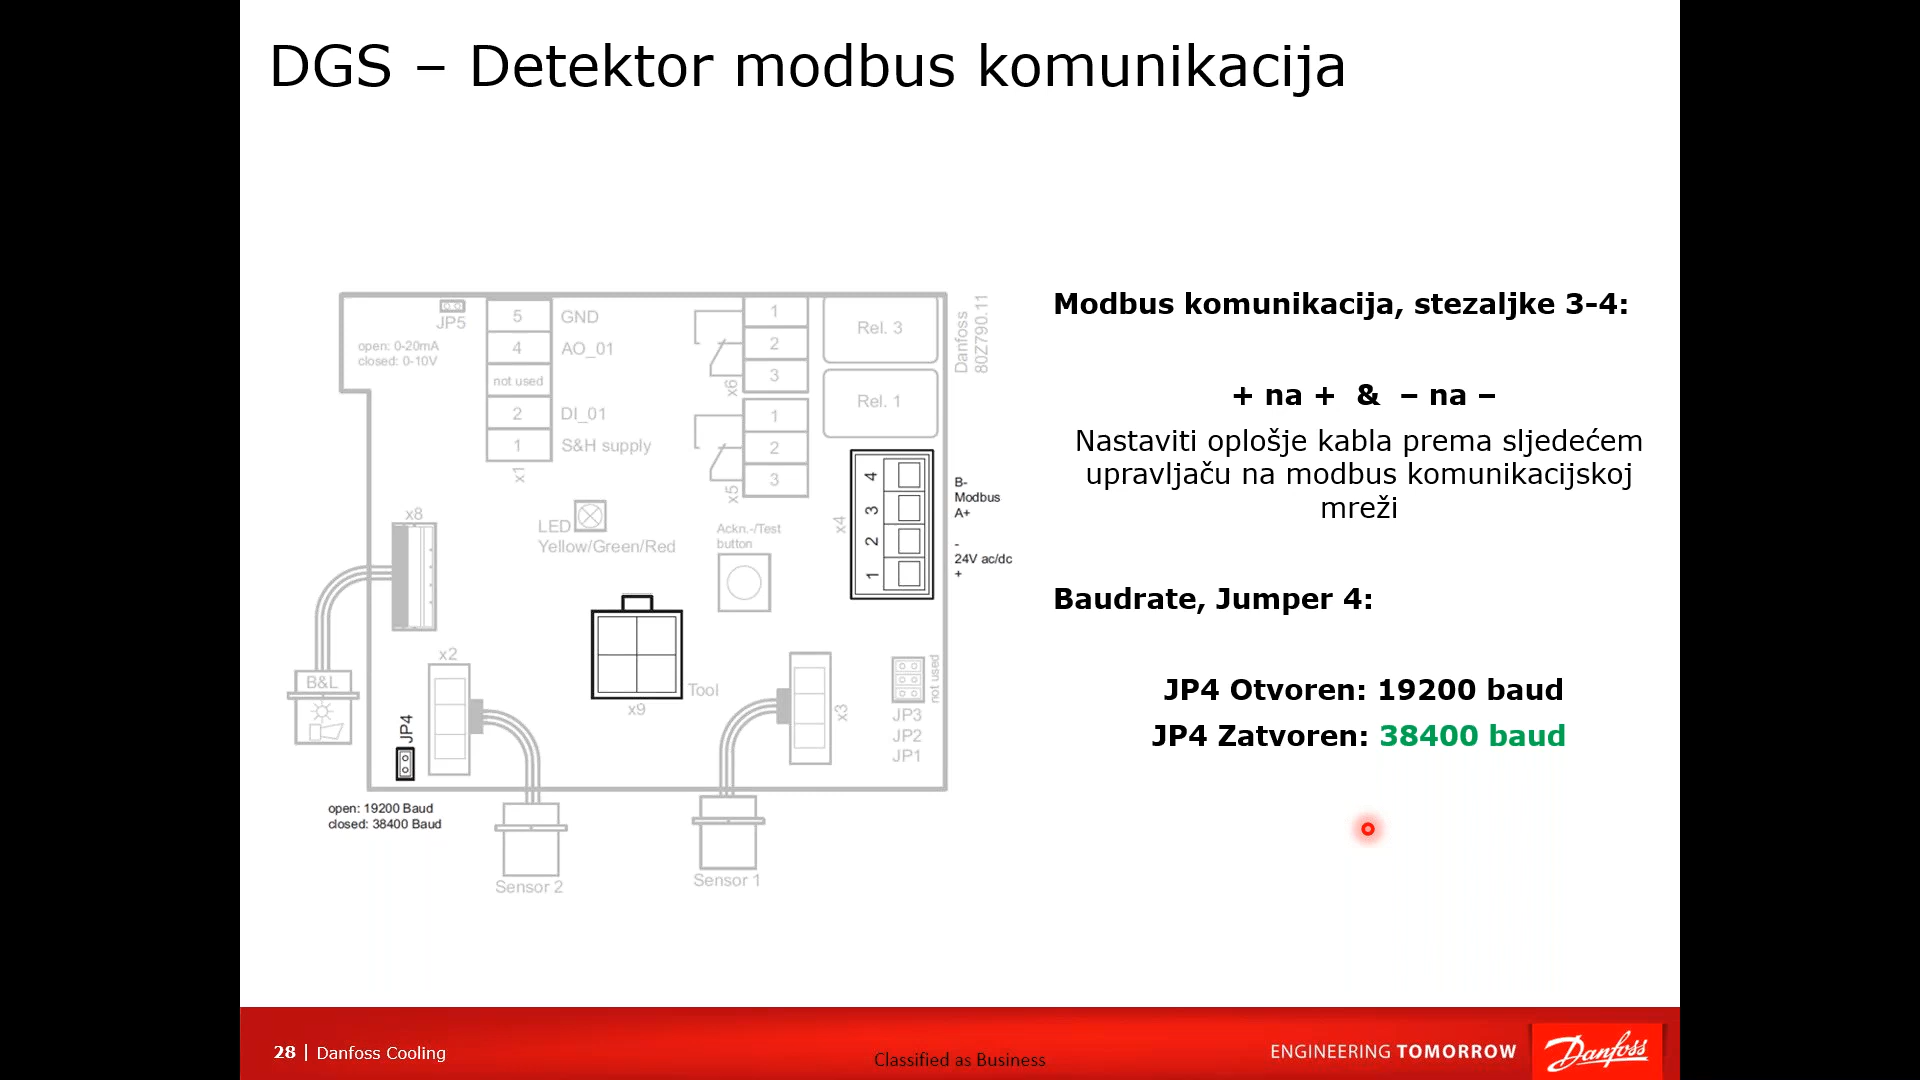 DGS – Detektor modbus komunikacija
JP5
open: 0-20mA
closed: 0-10V
5 GND
4 AO_01
not used
2 DI_01
1 S&H supply
x1
1
2
3
x6
1
2
3
x5
Rel. 3
Rel. 1
Danfoss
80Z790.11
4
3
2
1
x4
B-
Modbus
A+
-
24V ac/dc
+
LED
Yellow/Green/Red
Ackn.-/Test
button
x8
B&L
x2
JP4
open: 19200 Baud
closed: 38400 Baud
Tool
x9
x3
not used
JP3
JP2
JP1
Sensor 2
Sensor 1
Modbus komunikacija, stezaljke 3-4:
+ na + & – na –
Nastaviti oplošje kabla prema sljedećem
upravljaču na modbus komunikacijskoj
mreži
Baudrate, Jumper 4:
JP4 Otvoren: 19200 baud
JP4 Zatvoren: 38400 baud
28 | Danfoss Cooling
Classified as Business
ENGINEERING TOMORROW
Danfoss